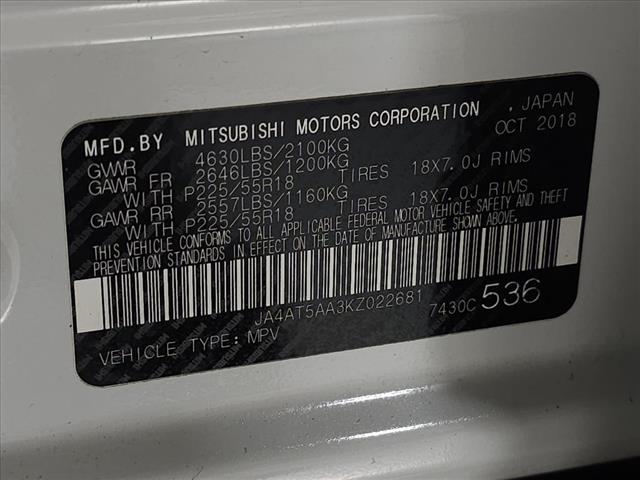 MFD.BY MITSUBISHI MOTORS CORPORATION . JAPAN
GVWR 4630LBS/2100KG OCT 2018
GAWR FR 2646LBS/1200KG
WITH P225/55R18 TIRES 18X7.0J RIMS
GAWR RR 2557LBS/1160KG
WITH P225/55R18 TIRES 18X7.0J RIMS
THIS VEHICLE CONFORMS TO ALL APPLICABLE FEDERAL MOTOR VEHICLE SAFETY AND THEFT
PREVENTION STANDARDS IN EFFECT ON THE DATE OF MANUFACTURE SHOWN ABOVE.
JA4AT5AA3KZ022681 7430C 536
VEHICLE TYPE: MPV